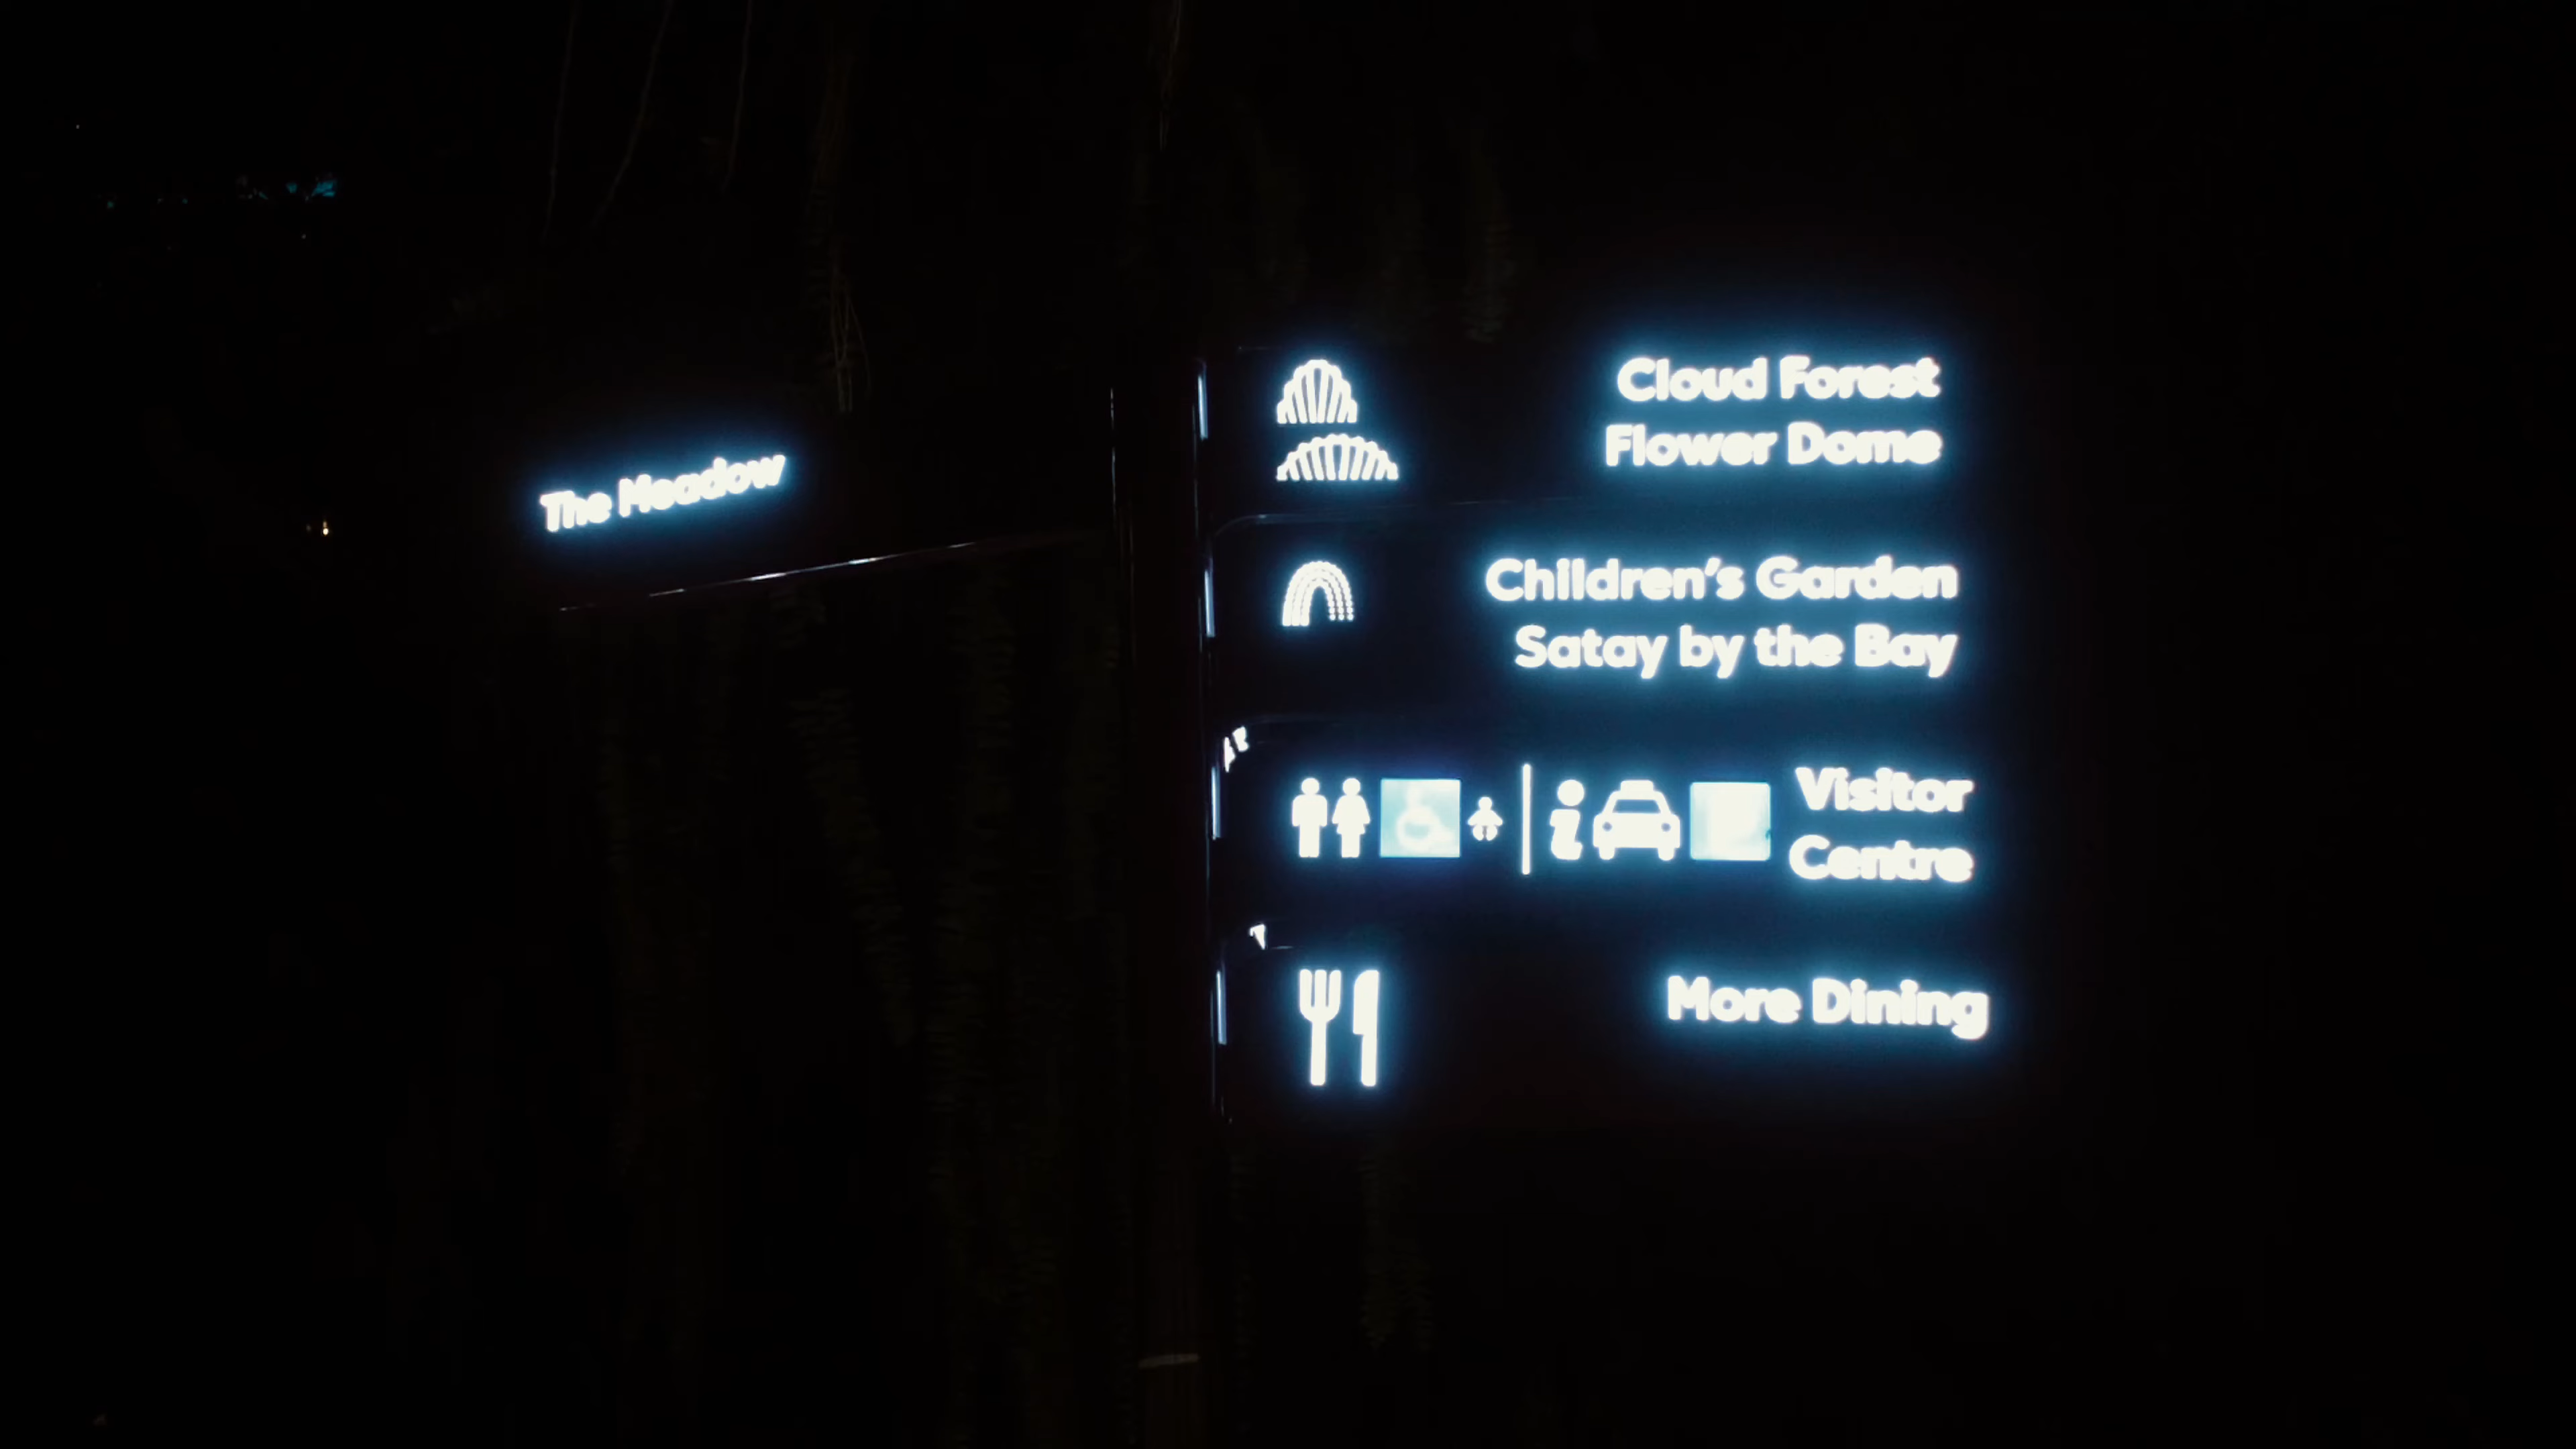 The Meadow
Cloud Forest
Flower Dome
Children's Garden
Satay by the Bay
Visitor
Centre
More Dining